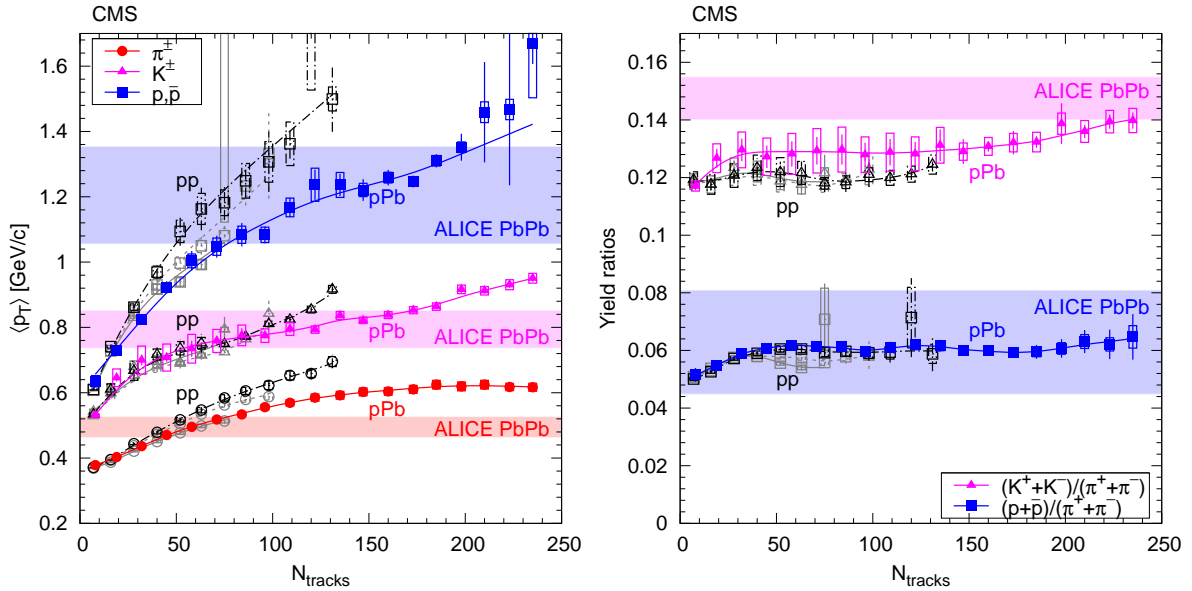 CMS
π±
K±
p,p̄
1.6
1.4
1.2
1
0.8
0.6
0.4
0.2
⟨pT⟩ [GeV/c]
pp
pPb
ALICE PbPb
pp
pPb
ALICE PbPb
pp
pPb
ALICE PbPb
0 50 100 150 200 250
Ntracks
CMS
0.16
0.14
0.12
0.1
0.08
0.06
0.04
0.02
0
Yield ratios
ALICE PbPb
pPb
pp
ALICE PbPb
pPb
pp
(K⁺+K⁻)/(π⁺+π⁻)
(p+p̄)/(π⁺+π⁻)
0 50 100 150 200 250
Ntracks